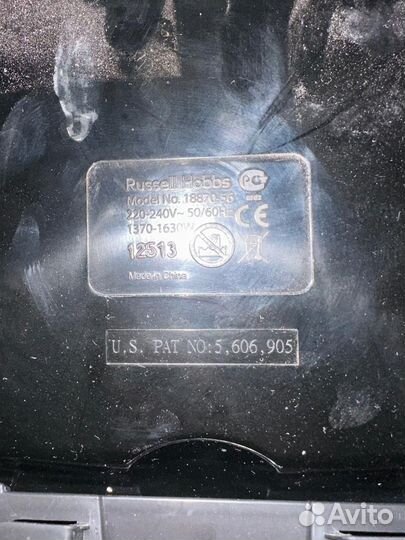 Russell Hobbs
Model No. 18870-56
220-240V~ 50/60Hz
1370-1630W
12513
Made in China
U.S. PAT NO:5,606,905
Avito